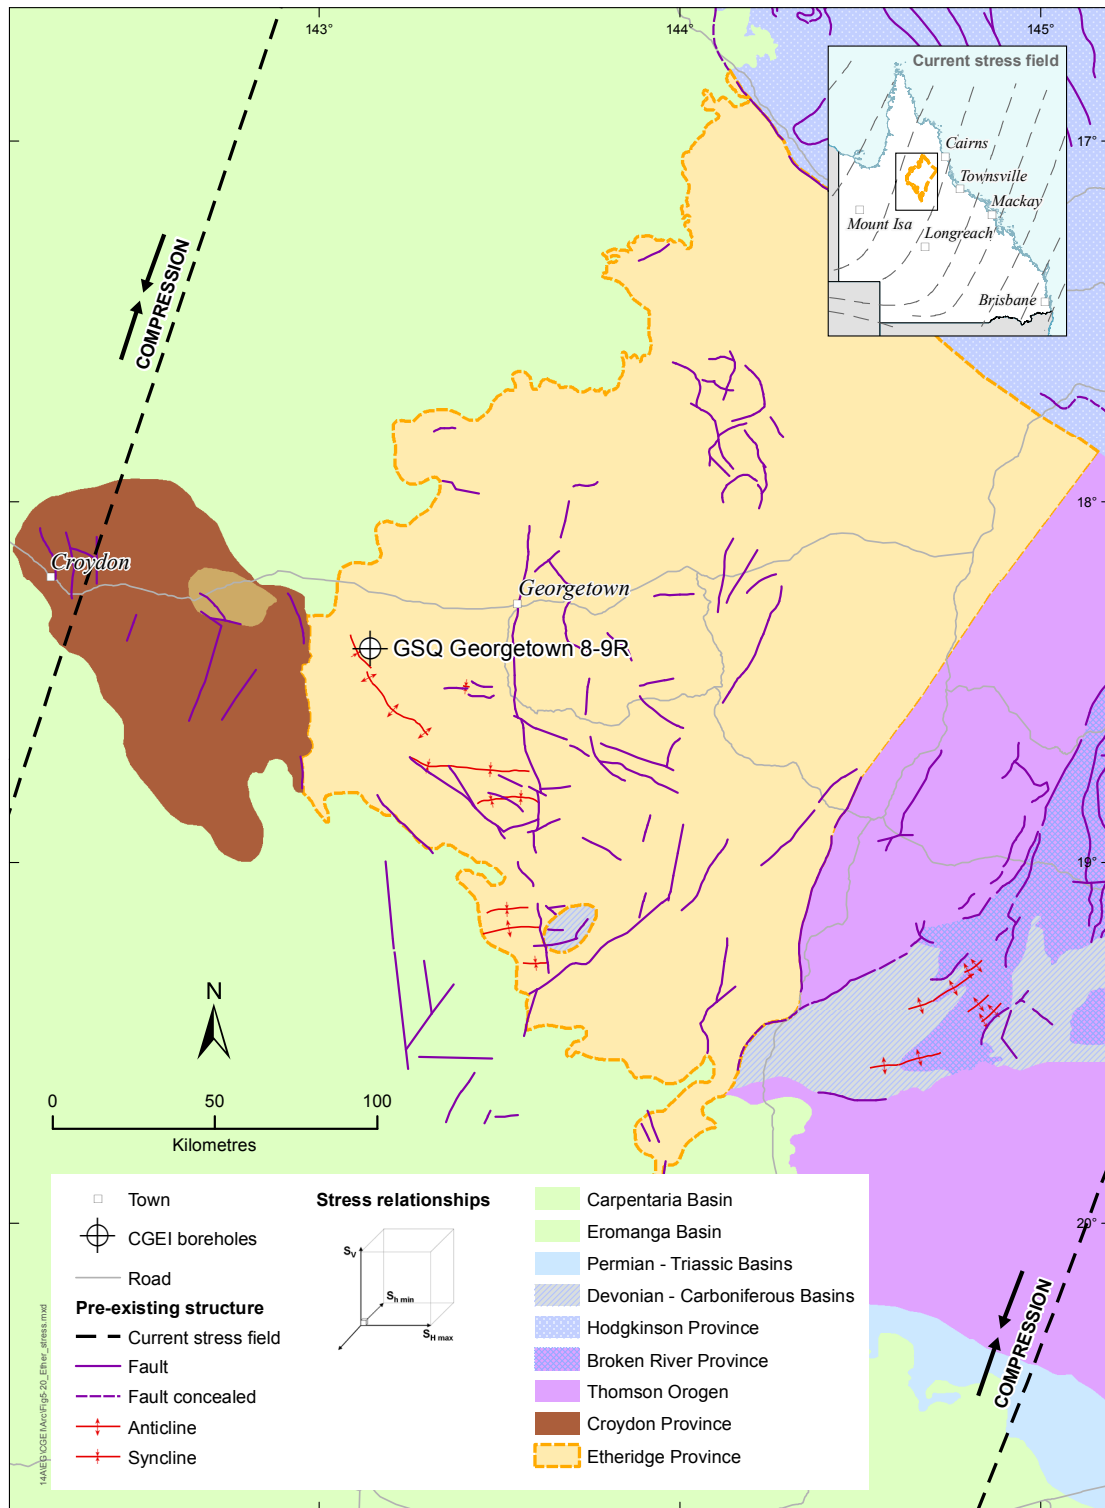 143°
144°
145°
Current stress field
17°
Cairns
Townsville
Mackay
Mount Isa
Longreach
Brisbane
COMPRESSION
18°
Croydon
Georgetown
GSQ Georgetown 8-9R
19°
N
0
50
100
Kilometres
20°
COMPRESSION
Town
CGEI boreholes
Road
Pre-existing structure
Current stress field
Fault
Fault concealed
Anticline
Syncline
Stress relationships
SV
Sh min
SH max
Carpentaria Basin
Eromanga Basin
Permian - Triassic Basins
Devonian - Carboniferous Basins
Hodgkinson Province
Broken River Province
Thomson Orogen
Croydon Province
Etheridge Province